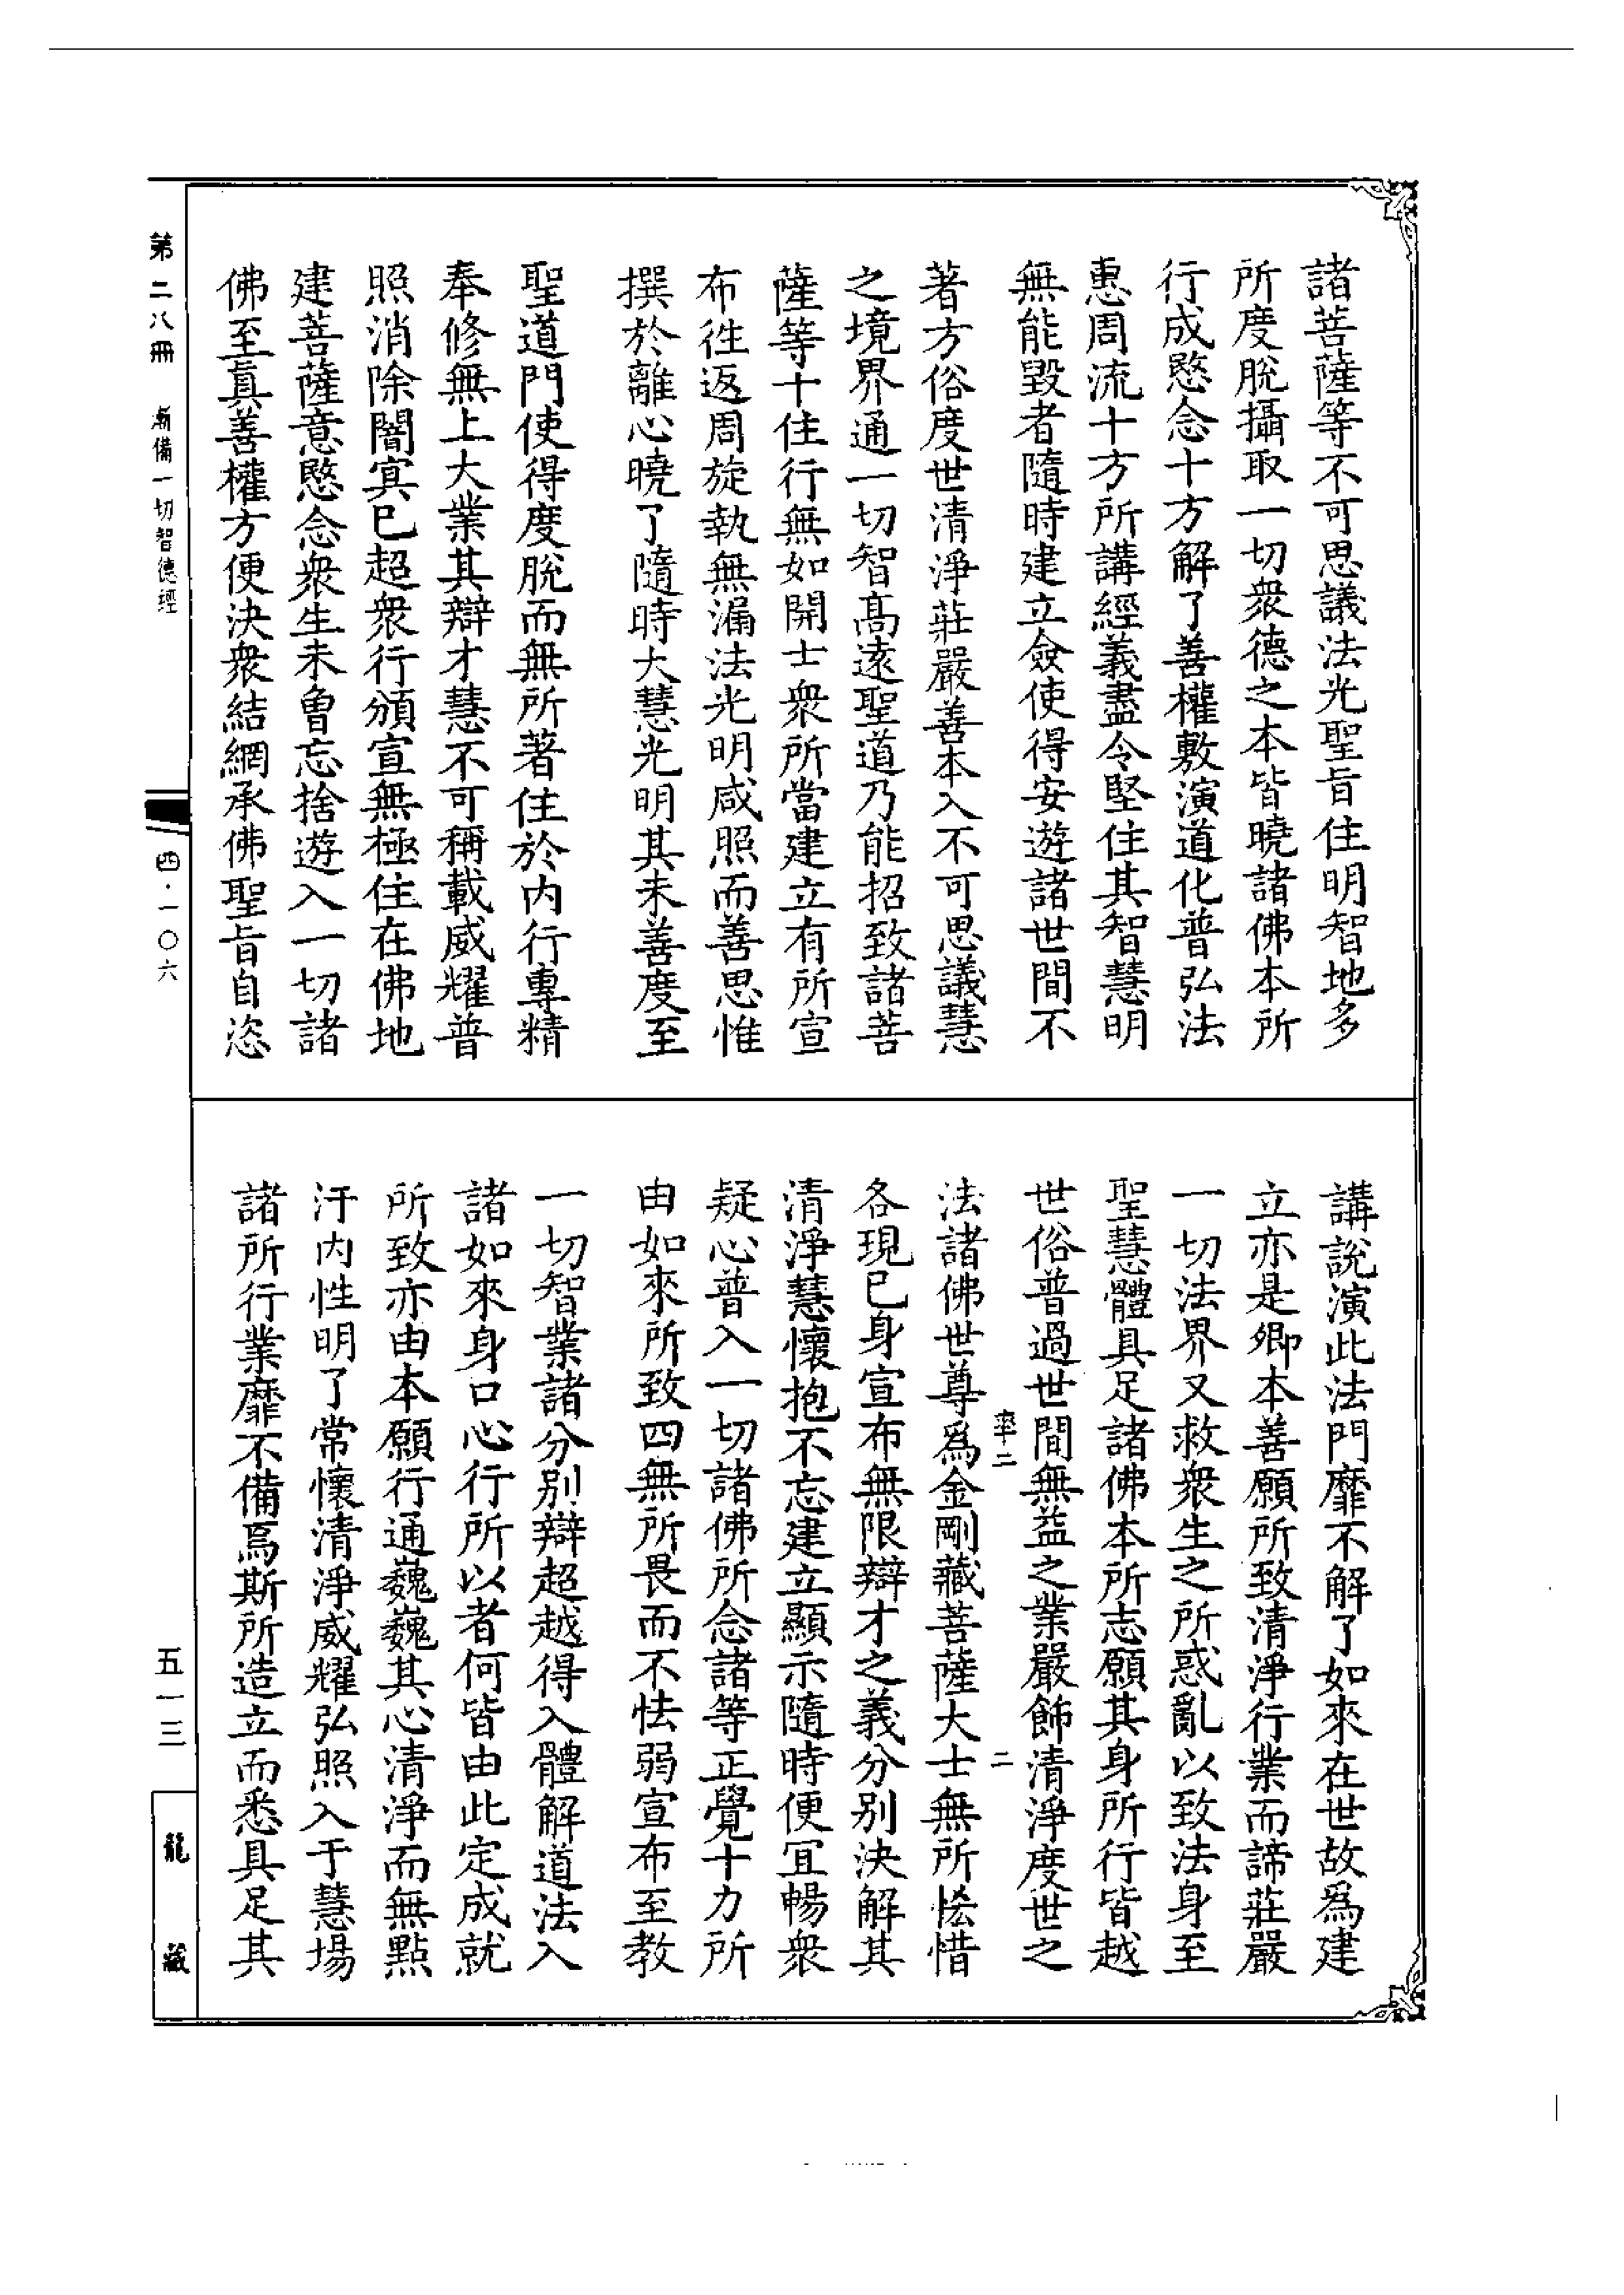 諸菩薩等不可思議法光聖旨住明智地多
所度脫攝取一切衆德之本皆曉諸佛本所
行成愍念十方解了善權敷演道化普弘法
惠周流十方所講經義盡令堅住其智慧明
無能毀者隨時建立僉使得安遊諸世間不
著方俗度世清淨莊嚴善本入不可思議慧
之境界通一切智高遠聖道乃能招致諸菩
薩等十住行無如開士衆所當建立有所宣
布往返周旋執無漏法光明咸照而善思惟
撰於離心曉了隨時大慧光明其未善度至
聖道門使得度脫而無所著住於內行專精
奉修無上大業其辯才慧不可稱載威耀普
照消除闇冥已超衆行頒宣無極住在佛地
建菩薩意愍念衆生未曾忘捨遊入一切諸
佛至真善權方便決衆結網承佛聖旨自恣
講說演此法門靡不解了如來在世故爲建
立亦是卿本善願所致清淨行業而諦莊嚴
一切法界又救衆生之所惑亂以致法身至
聖慧體具足諸佛本所志願其身所行皆越
世俗普過世間無益之業嚴飾清淨度世之
率二 二
法諸佛世尊爲金剛藏菩薩大士無所恡惜
各現已身宣布無限辯才之義分別決解其
清淨慧懷抱不忘建立顯示隨時便宜暢衆
疑心普入一切諸佛所念諸等正覺十力所
由如來所致四無所畏而不怯弱宣布至教
一切智業諸分別辯超越得入體解道法入
諸如來身口心行所以者何皆由此定成就
所致亦由本願行通巍巍其心清淨而無點
汙內性明了常懷清淨威耀弘照入于慧場
諸所行業靡不備焉斯所造立而悉具足其
第二八冊 漸備一切智德經
四·一〇六
五一三
龍藏